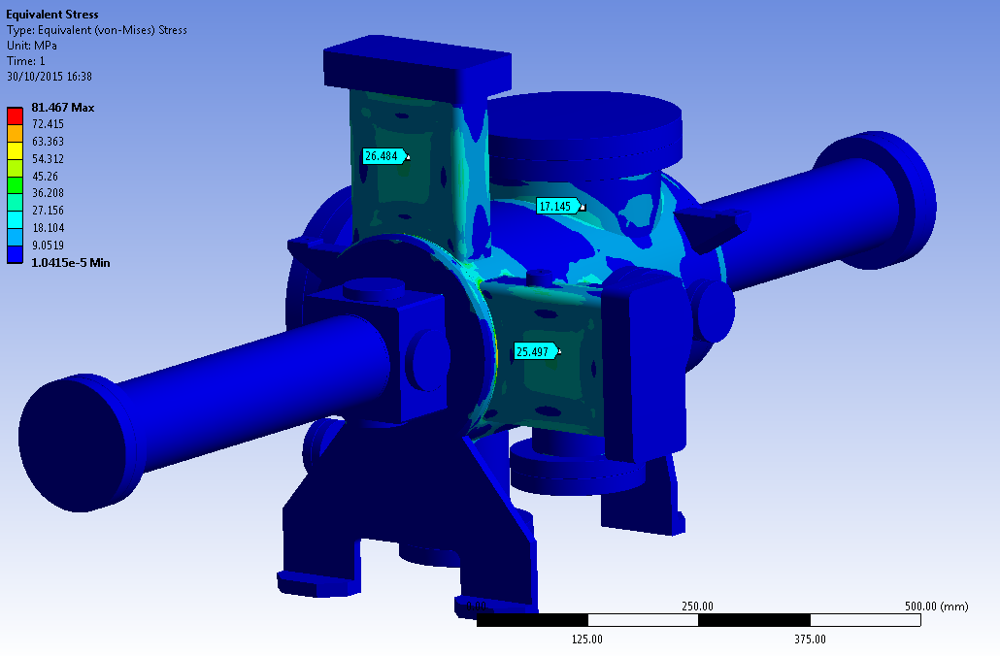 Equivalent Stress
Type: Equivalent (von-Mises) Stress
Unit: MPa
Time: 1
30/10/2015 16:38
81.467 Max
72.415
63.363
54.312
45.26
36.208
27.156
18.104
9.0519
1.0415e-5 Min
26.484
17.145
25.497
0.00
250.00
500.00 (mm)
125.00
375.00